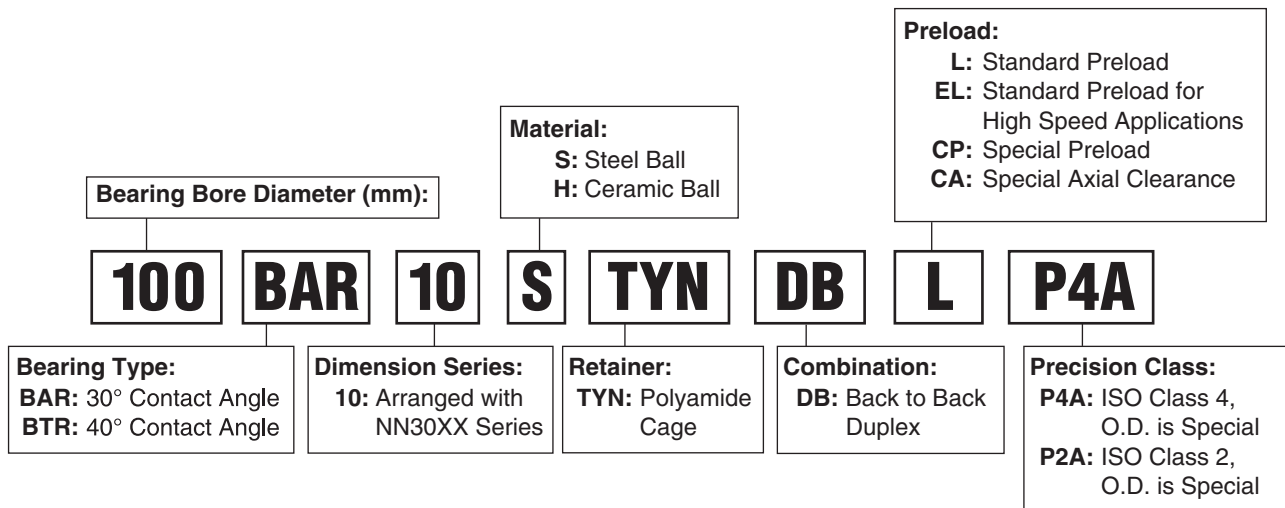 Preload:
L: Standard Preload
EL: Standard Preload for
High Speed Applications
CP: Special Preload
CA: Special Axial Clearance
Material:
S: Steel Ball
H: Ceramic Ball
Bearing Bore Diameter (mm):
100 BAR 10 S TYN DB L P4A
Bearing Type:
BAR: 30° Contact Angle
BTR: 40° Contact Angle
Dimension Series:
10: Arranged with
NN30XX Series
Retainer:
TYN: Polyamide
Cage
Combination:
DB: Back to Back
Duplex
Precision Class:
P4A: ISO Class 4,
O.D. is Special
P2A: ISO Class 2,
O.D. is Special